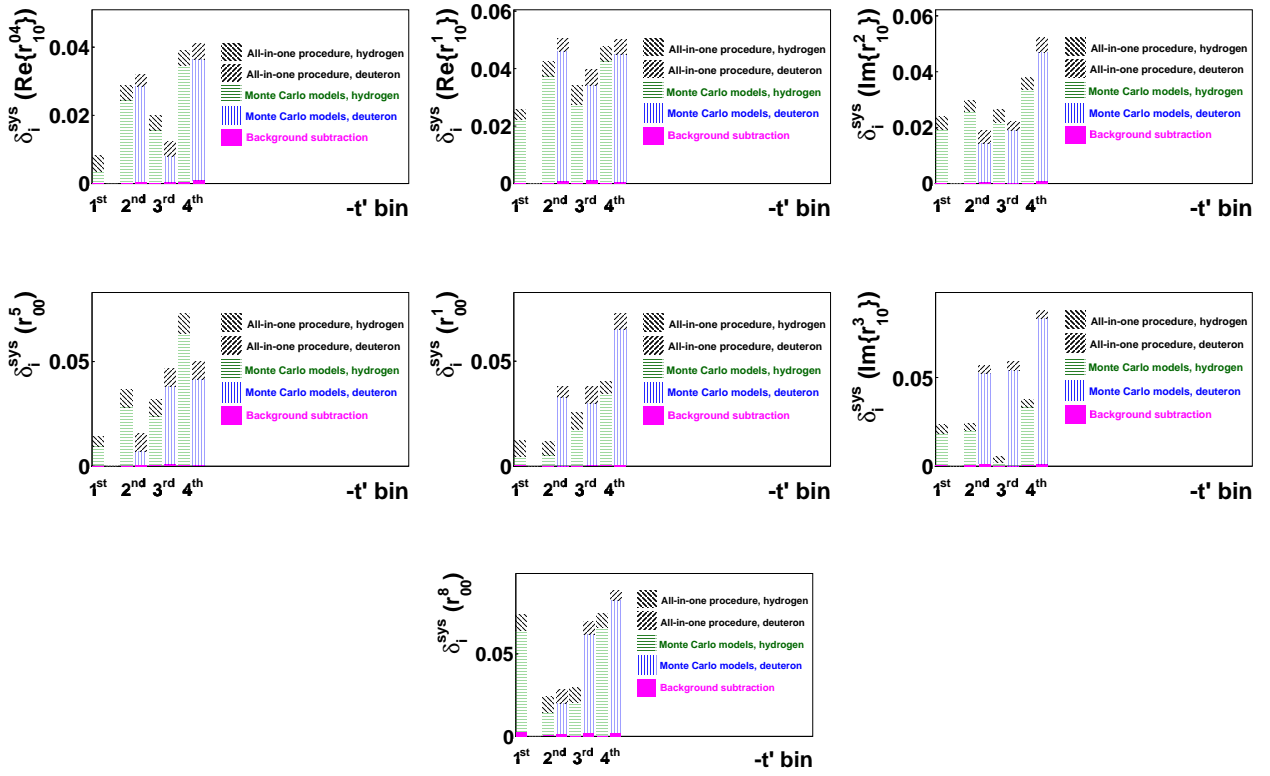 δ_i^sys (Re{r_10^04})
0.04
0.02
0
All-in-one procedure, hydrogen
All-in-one procedure, deuteron
Monte Carlo models, hydrogen
Monte Carlo models, deuteron
Background subtraction
1st 2nd 3rd 4th
-t' bin
δ_i^sys (Re{r_10^1})
0.06
0.04
0.02
0
All-in-one procedure, hydrogen
All-in-one procedure, deuteron
Monte Carlo models, hydrogen
Monte Carlo models, deuteron
Background subtraction
1st 2nd 3rd 4th
-t' bin
δ_i^sys (Im{r_10^2})
0.06
0.04
0.02
0
All-in-one procedure, hydrogen
All-in-one procedure, deuteron
Monte Carlo models, hydrogen
Monte Carlo models, deuteron
Background subtraction
1st 2nd 3rd 4th
-t' bin
δ_i^sys (r_00^5)
0.05
0
All-in-one procedure, hydrogen
All-in-one procedure, deuteron
Monte Carlo models, hydrogen
Monte Carlo models, deuteron
Background subtraction
1st 2nd 3rd 4th
-t' bin
δ_i^sys (r_00^1)
0.05
0
All-in-one procedure, hydrogen
All-in-one procedure, deuteron
Monte Carlo models, hydrogen
Monte Carlo models, deuteron
Background subtraction
1st 2nd 3rd 4th
-t' bin
δ_i^sys (Im{r_10^3})
0.05
0
All-in-one procedure, hydrogen
All-in-one procedure, deuteron
Monte Carlo models, hydrogen
Monte Carlo models, deuteron
Background subtraction
1st 2nd 3rd 4th
-t' bin
δ_i^sys (r_00^8)
0.05
0
All-in-one procedure, hydrogen
All-in-one procedure, deuteron
Monte Carlo models, hydrogen
Monte Carlo models, deuteron
Background subtraction
1st 2nd 3rd 4th
-t' bin